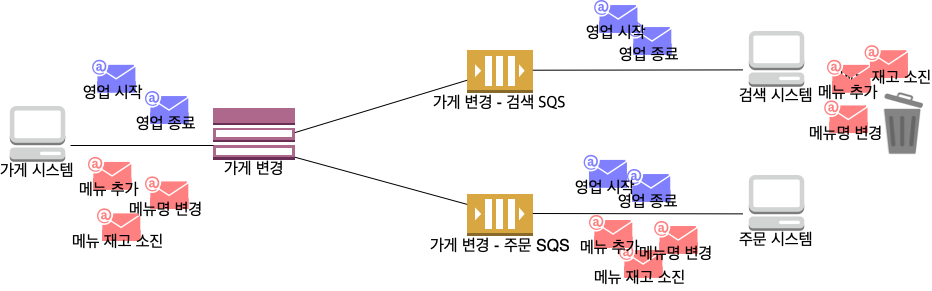 영업 시작
영업 종료
가게 시스템
메뉴 추가
메뉴명 변경
메뉴 재고 소진
가게 변경
영업 시작
영업 종료
가게 변경 - 검색 SQS
검색 시스템
메뉴 재고 소진
메뉴 추가
메뉴명 변경
영업 시작
영업 종료
가게 변경 - 주문 SQS
주문 시스템
메뉴 추가
메뉴명 변경
메뉴 재고 소진